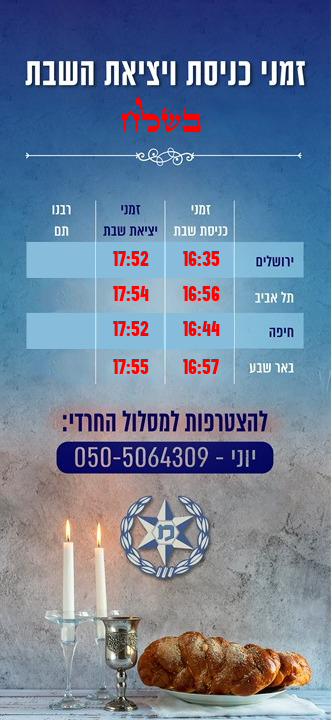 זמני כניסת ויציאת השבת
בשלח
זמני כניסת שבת
זמני יציאת שבת
רבנו תם
ירושלים 16:35 17:52
תל אביב 16:56 17:54
חיפה 16:44 17:52
באר שבע 16:57 17:55
להצטרפות למסלול החרדי:
יוני - 050-5064309